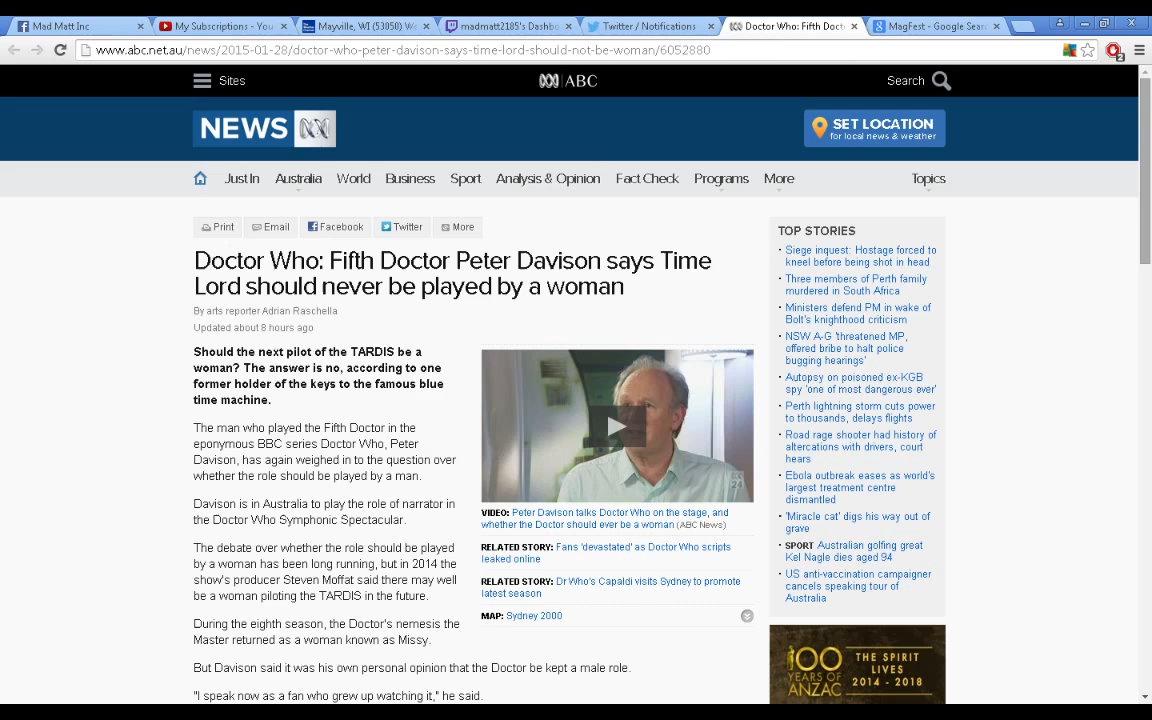 Mad Matt Inc
My Subscriptions - You
Mayville, WI (53050) We
madmatt2185's Dashbo
Twitter / Notifications
Doctor Who: Fifth Doct
MagFest - Google Sear
www.abc.net.au/news/2015-01-28/doctor-who-peter-davison-says-time-lord-should-not-be-woman/6052880
2
Sites
ABC
Search
NEWS
SET LOCATION
for local news & weather
Just In
Australia
World
Business
Sport
Analysis & Opinion
Fact Check
Programs
More
Topics
Print
Email
Facebook
Twitter
More
Doctor Who: Fifth Doctor Peter Davison says Time
Lord should never be played by a woman
By arts reporter Adrian Raschella
Updated about 8 hours ago
Should the next pilot of the TARDIS be a
woman? The answer is no, according to one
former holder of the keys to the famous blue
time machine.
The man who played the Fifth Doctor in the
eponymous BBC series Doctor Who, Peter
Davison, has again weighed in to the question over
whether the role should be played by a man.
Davison is in Australia to play the role of narrator in
the Doctor Who Symphonic Spectacular.
The debate over whether the role should be played
by a woman has been long running, but in 2014 the
show's producer Steven Moffat said there may well
be a woman piloting the TARDIS in the future.
During the eighth season, the Doctor's nemesis the
Master returned as a woman known as Missy.
But Davison said it was his own personal opinion that the Doctor be kept a male role.
"I speak now as a fan who grew up watching it," he said.
24
VIDEO: Peter Davison talks Doctor Who on the stage, and
whether the Doctor should ever be a woman (ABC News)
RELATED STORY: Fans 'devastated' as Doctor Who scripts
leaked online
RELATED STORY: Dr Who's Capaldi visits Sydney to promote
latest season
MAP: Sydney 2000
TOP STORIES
Siege inquest: Hostage forced to
kneel before being shot in head
Three members of Perth family
murdered in South Africa
Ministers defend PM in wake of
Bolt's knighthood criticism
NSW A-G 'threatened MP,
offered bribe to halt police
bugging hearings'
Autopsy on poisoned ex-KGB
spy 'one of most dangerous ever'
Perth lightning storm cuts power
to thousands, delays flights
Road rage shooter had history of
altercations with drivers, court
hears
Ebola outbreak eases as world's
largest treatment centre
dismantled
'Miracle cat' digs his way out of
grave
SPORT Australian golfing great
Kel Nagle dies aged 94
US anti-vaccination campaigner
cancels speaking tour of
Australia
100
YEARS OF
ANZAC
THE SPIRIT
LIVES
2014 - 2018